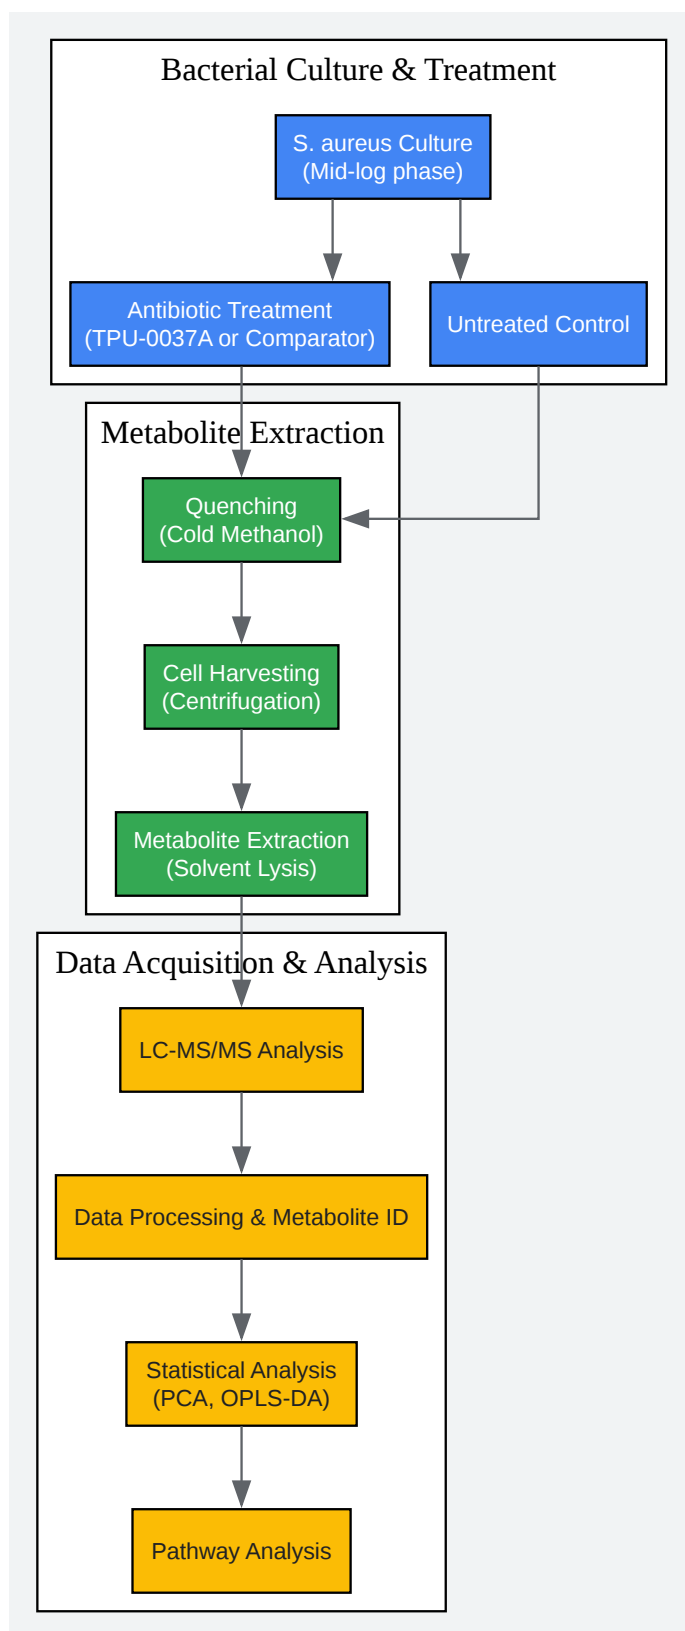 Bacterial Culture & Treatment
S. aureus Culture
(Mid-log phase)
Antibiotic Treatment
(TPU-0037A or Comparator)
Untreated Control
Metabolite Extraction
Quenching
(Cold Methanol)
Cell Harvesting
(Centrifugation)
Metabolite Extraction
(Solvent Lysis)
Data Acquisition & Analysis
LC-MS/MS Analysis
Data Processing & Metabolite ID
Statistical Analysis
(PCA, OPLS-DA)
Pathway Analysis